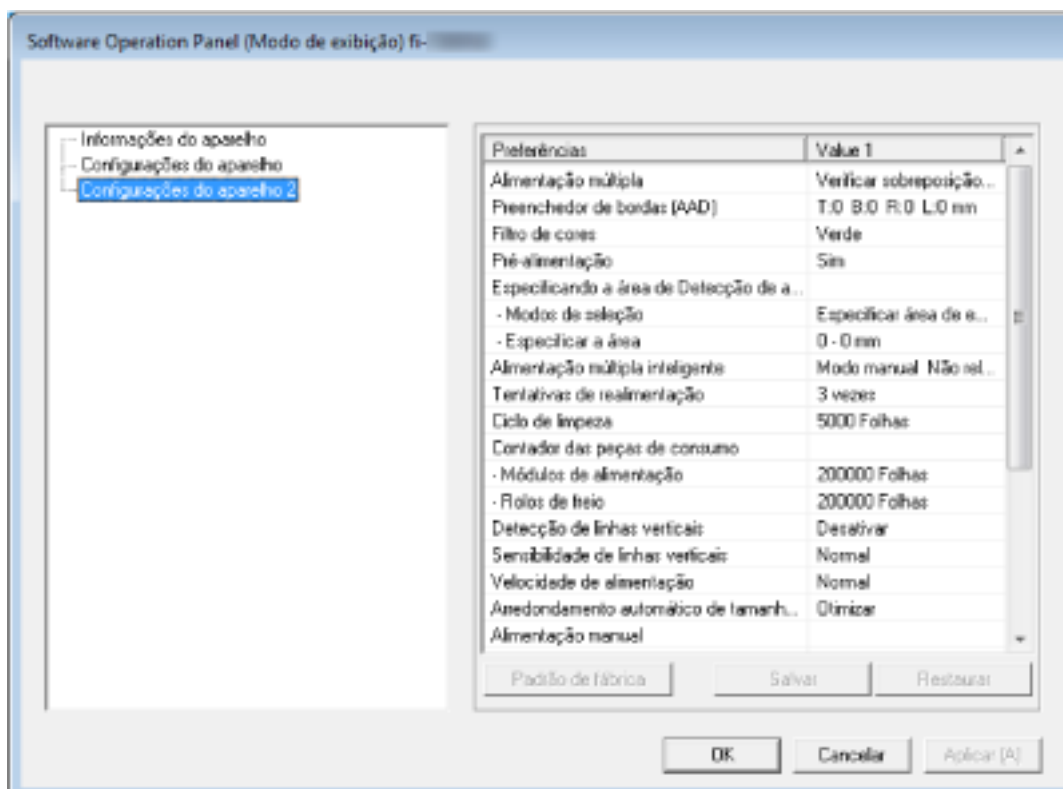 Software Operation Panel (Modo de exibição) fi-
Informações do aparelho
Configurações do aparelho
Configurações do aparelho 2
Preferências Value 1
Alimentação múltipla Verificar sobreposição...
Preenchedor de bordas (AAD) T:0 B:0 R:0 L:0 mm
Filtro de cores Verde
Pré-alimentação Sim
Especificando a área de Detecção de a...
- Modos de seleção Especificar área de e...
- Especificar a área 0 - 0 mm
Alimentação múltipla inteligente Modo manual Não rel...
Tentativas de realimentação 3 vezes
Ciclo de limpeza 5000 Folhas
Contador das peças de consumo
- Módulos de alimentação 200000 Folhas
- Rolos de freio 200000 Folhas
Detecção de linhas verticais Desativar
Sensibilidade de linhas verticais Normal
Velocidade de alimentação Normal
Arredondamento automático de tamanh... Otimizar
Alimentação manual
Padrão de fábrica Salvar Restaurar
OK Cancelar Aplicar (A)